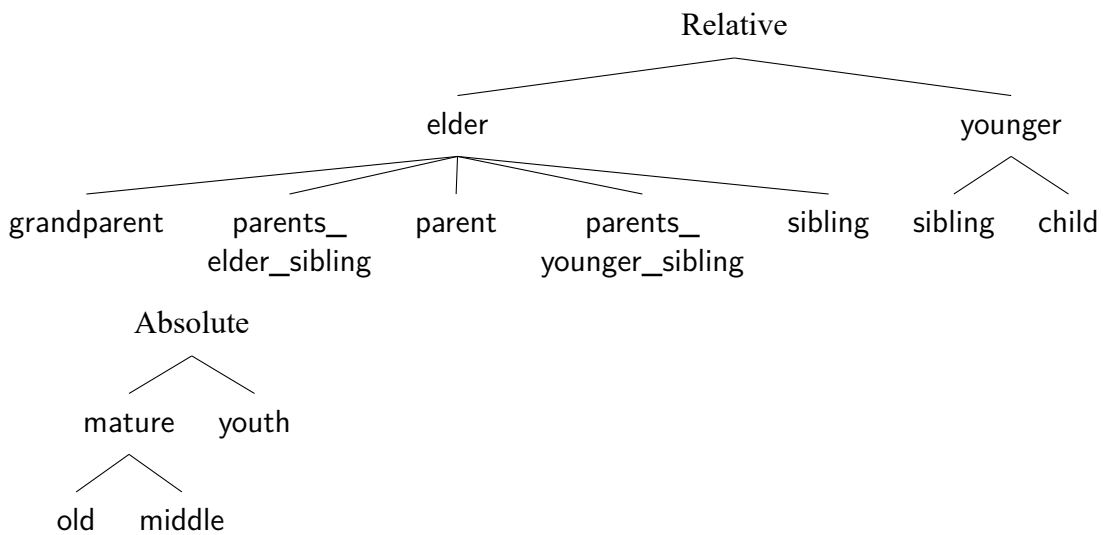 Relative
elder younger
grandparent parents_ parent parents_ sibling sibling child
elder_sibling younger_sibling
Absolute
mature youth
old middle